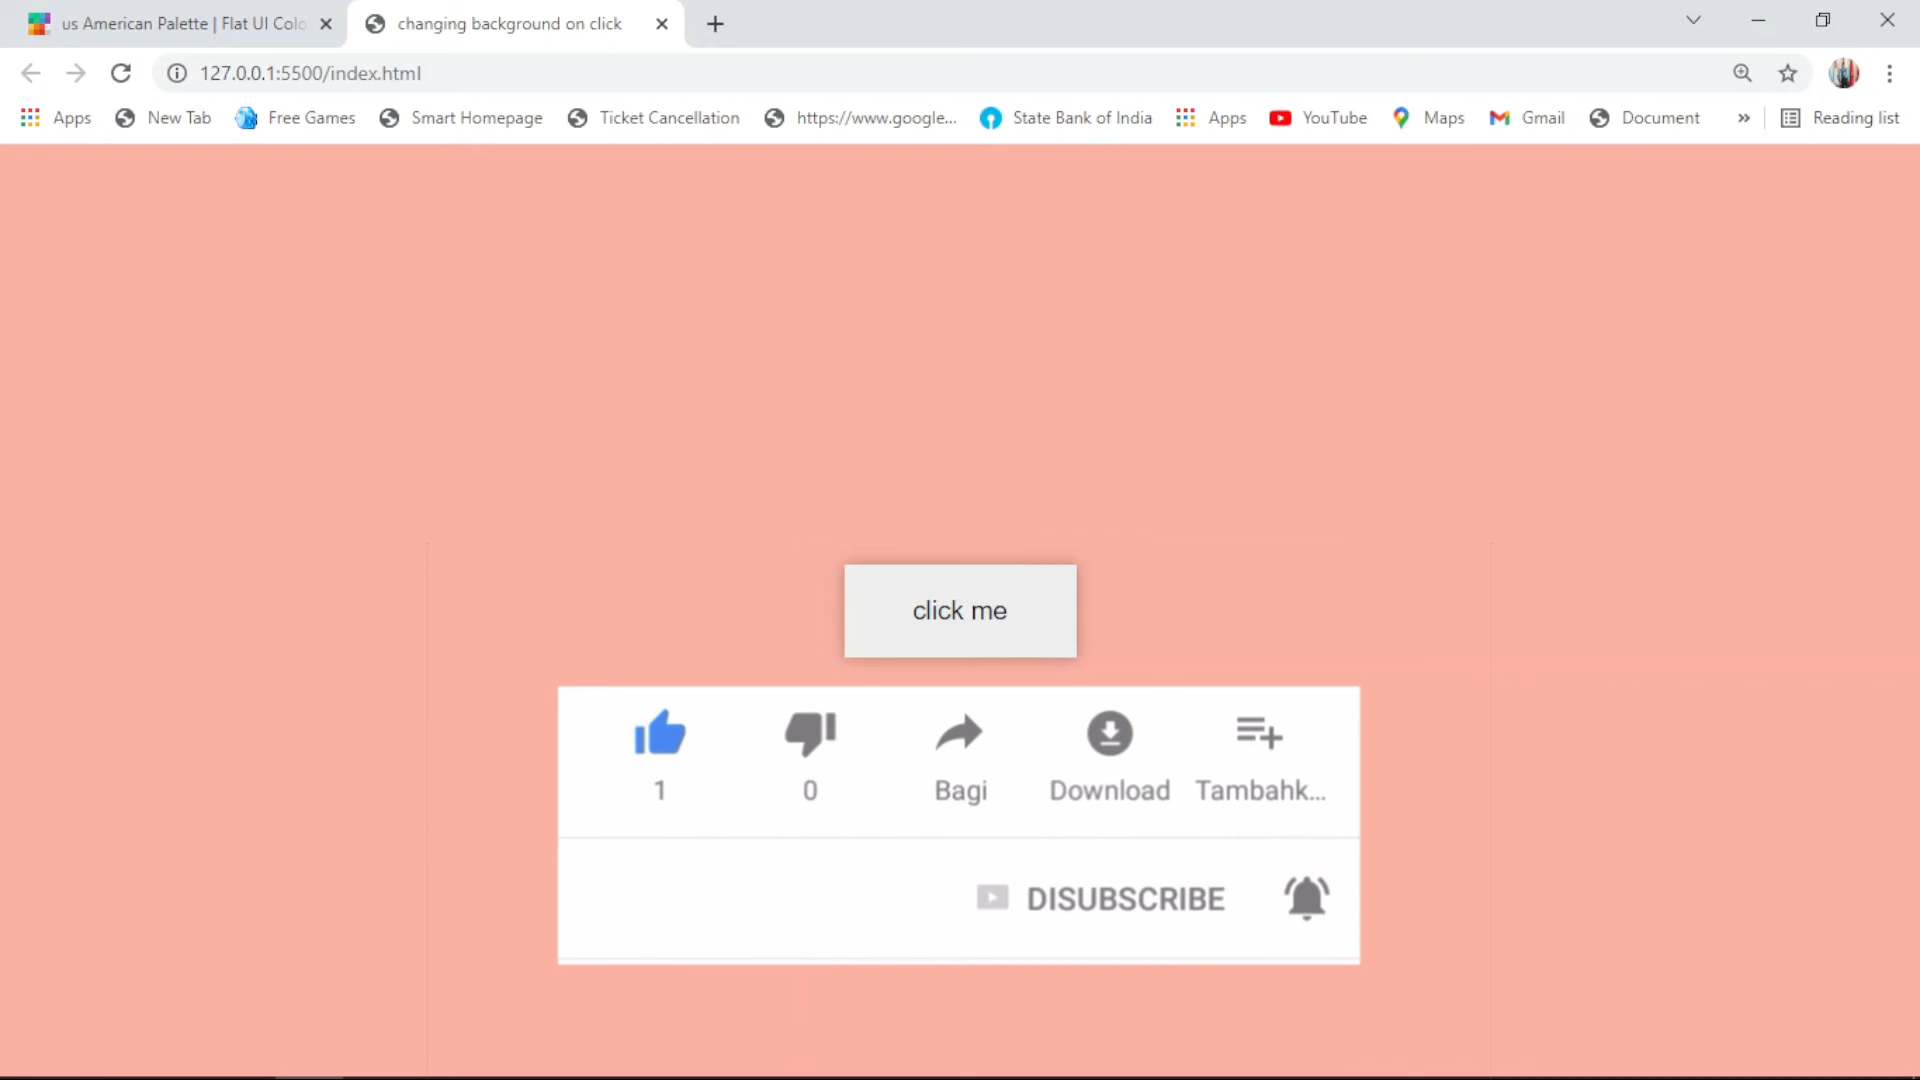 us American Palette | Flat UI Colo
changing background on click
127.0.0.1:5500/index.html
Apps New Tab Free Games Smart Homepage Ticket Cancellation https://www.google... State Bank of India Apps YouTube Maps Gmail Document » Reading list
click me
1 0 Bagi Download Tambahk...
DISUBSCRIBE